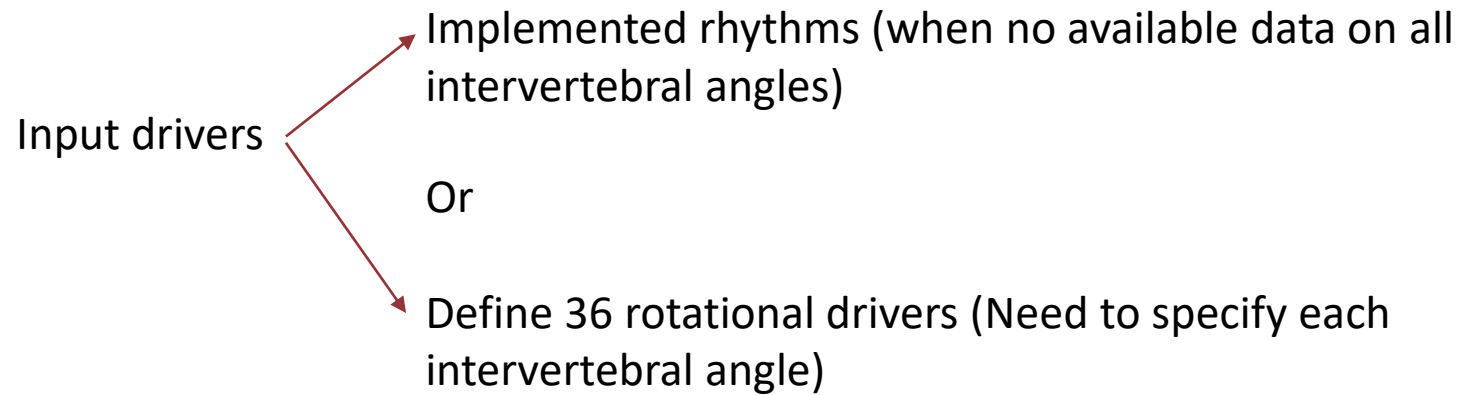 Implemented rhythms (when no available data on all
intervertebral angles)
Input drivers
Or
Define 36 rotational drivers (Need to specify each
intervertebral angle)